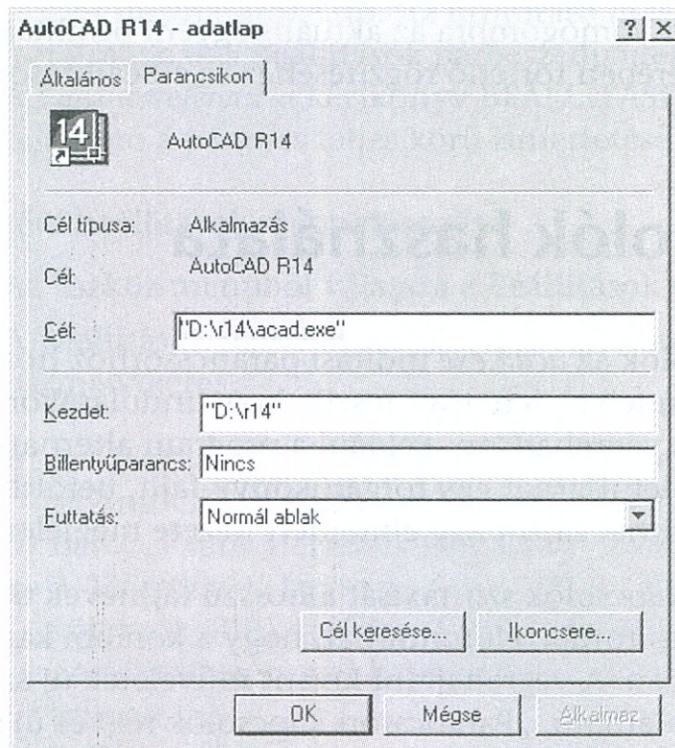 AutoCAD R14 - adatlap
Általános Parancsikon
14
AutoCAD R14
Cél típusa: Alkalmazás
Cél: AutoCAD R14
Cél: "D:\r14\acad.exe"
Kezdet: "D:\r14"
Billentyűparancs: Nincs
Futtatás: Normál ablak
Cél keresése... Ikoncsere...
OK Mégse Alkalmaz